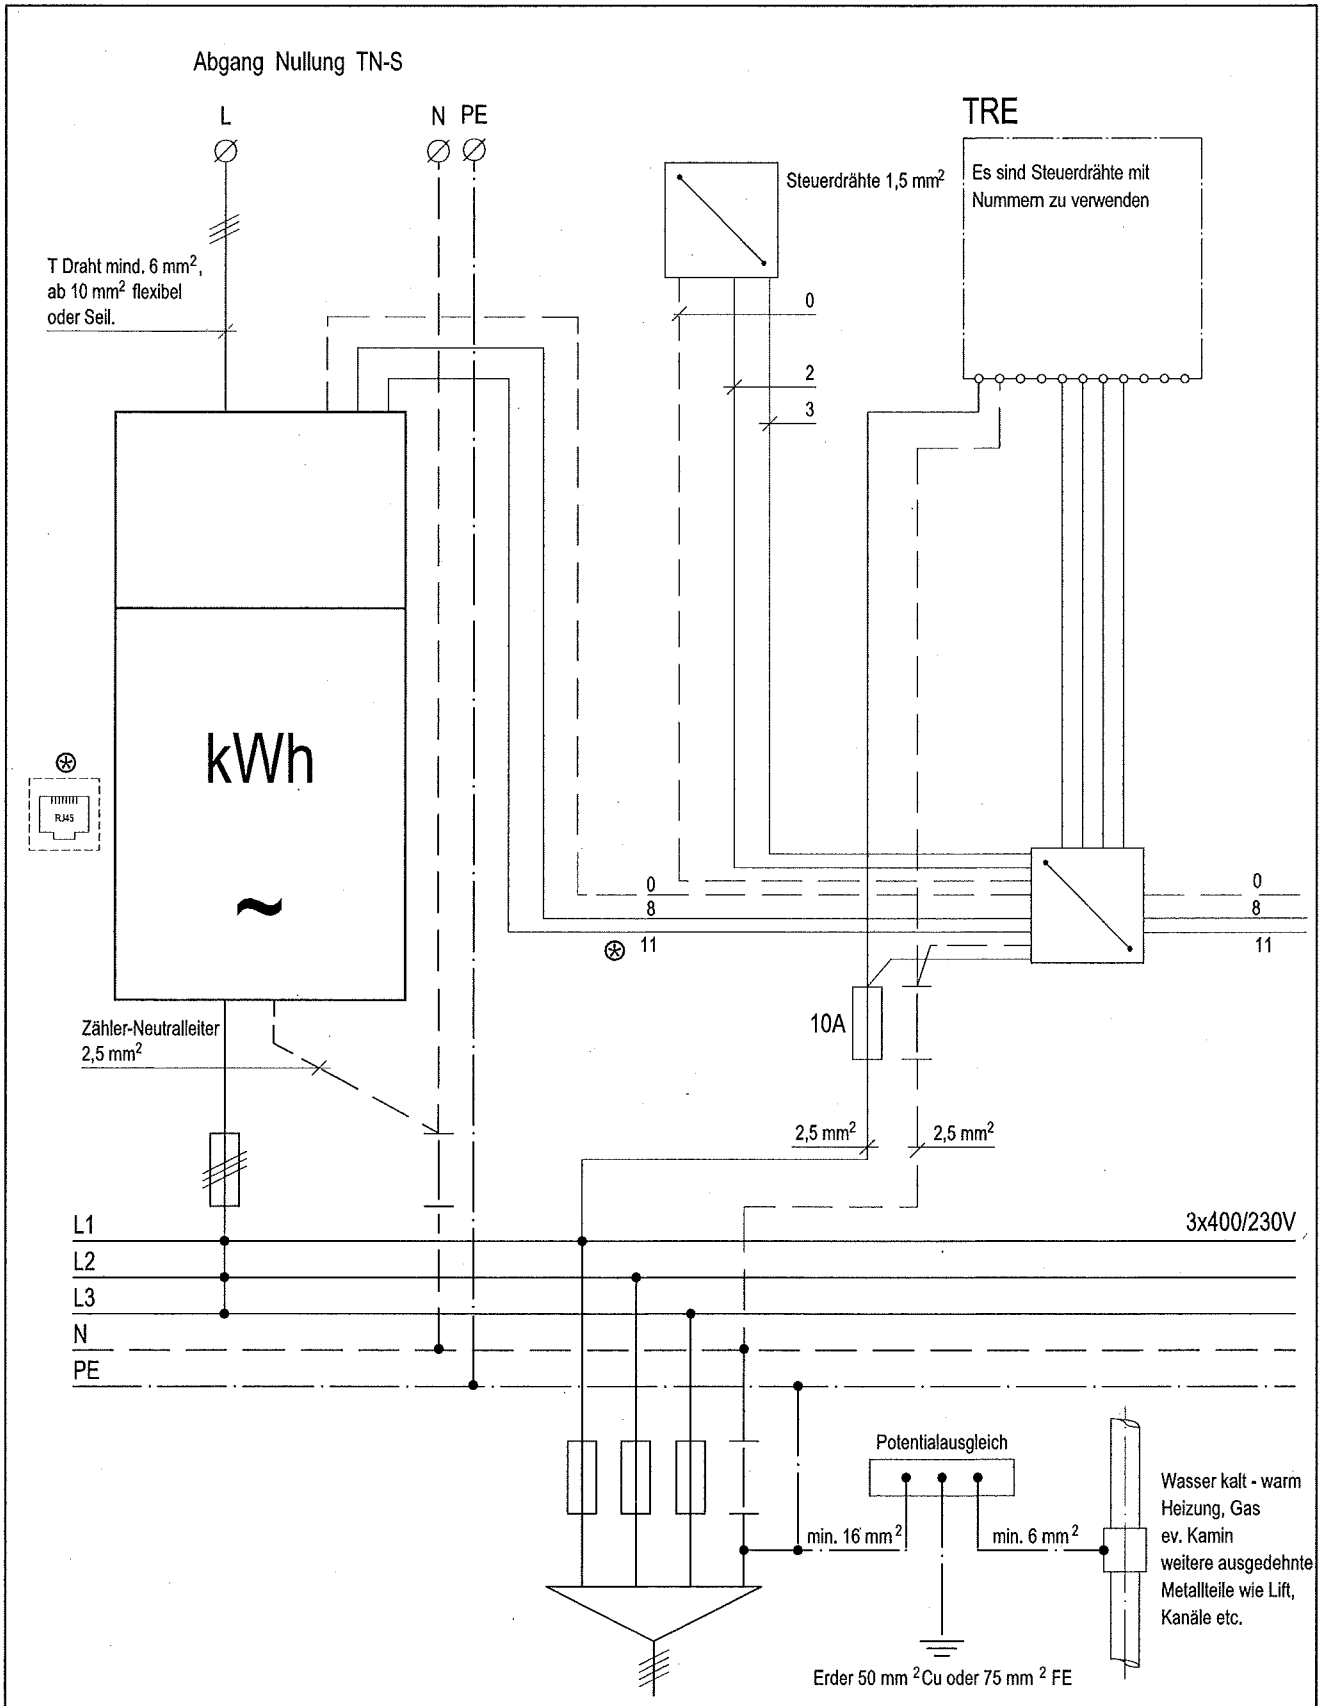 Abgang Nullung TN-S
L
N PE
TRE
Steuerdrähte 1,5 mm²
Es sind Steuerdrähte mit
Nummern zu verwenden
T Draht mind. 6 mm²,
ab 10 mm² flexibel
oder Seil.
0
2
3
kWh
~
RJ45
0
8
11
0
8
11
10A
Zähler-Neutralleiter
2,5 mm²
2,5 mm²
2,5 mm²
L1
3x400/230V
L2
L3
N
PE
Potentialausgleich
min. 16 mm²
min. 6 mm²
Wasser kalt - warm
Heizung, Gas
ev. Kamin
weitere ausgedehnte
Metallteile wie Lift,
Kanäle etc.
Erder 50 mm ²Cu oder 75 mm ² FE